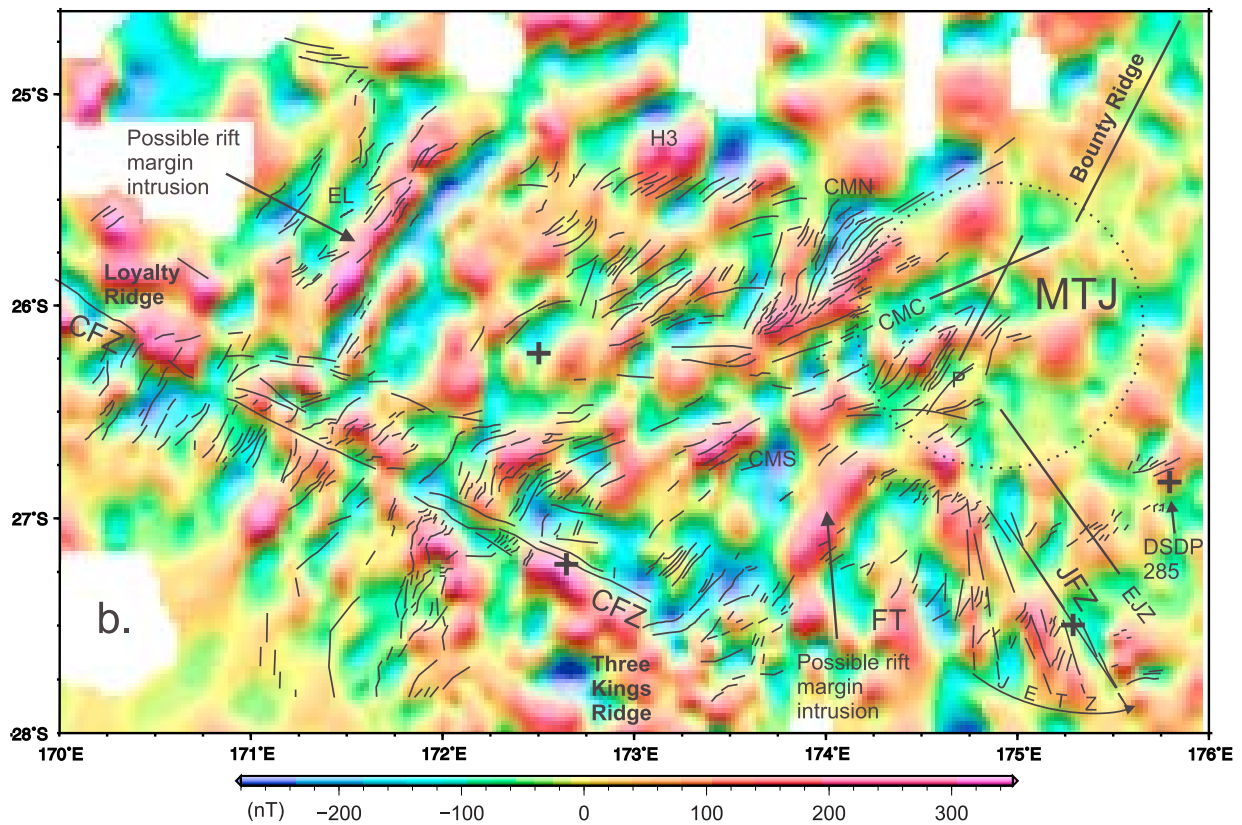 25°S
26°S
27°S
28°S
Possible rift
margin
intrusion
EL
H3
CMN
Bounty Ridge
Loyalty
Ridge
CFZ
MTJ
CMC
P
CMS
DSDP
285
JFZ
EJZ
b.
CFZ
FT
Three
Kings
Ridge
Possible rift
margin
intrusion
J E T Z
170°E 171°E 172°E 173°E 174°E 175°E 176°E
(nT) −200 −100 0 100 200 300